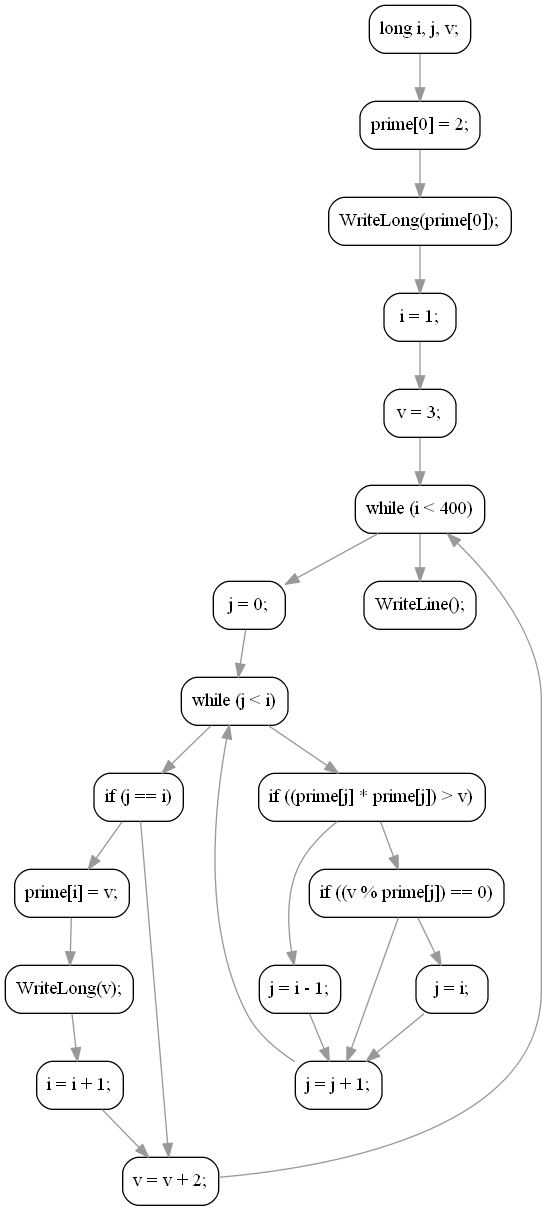 long i, j, v;
prime[0] = 2;
WriteLong(prime[0]);
i = 1;
v = 3;
while (i < 400)
j = 0;
WriteLine();
while (j < i)
if (j == i)
if ((prime[j] * prime[j]) > v)
prime[i] = v;
if ((v % prime[j]) == 0)
WriteLong(v);
j = i - 1;
j = i;
i = i + 1;
j = j + 1;
v = v + 2;